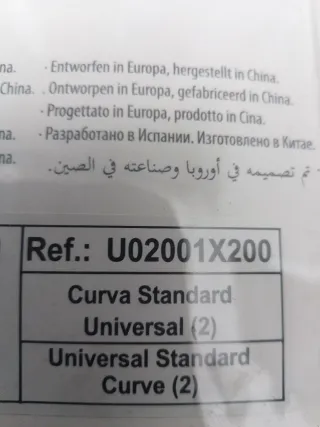 na. · Entworfen in Europa, hergestellt in China.
China. . Ontworpen in Europa, gefabriceerd in China.
· Progettato in Europa, prodotto in Cina.
na. · Разработано в Испании. Изготовлено в Китае.
na. · تم تصميمه في أوروبا وصناعته في الصين.
Ref.: U02001X200
Curva Standard
Universal (2)
Universal Standard
Curve (2)